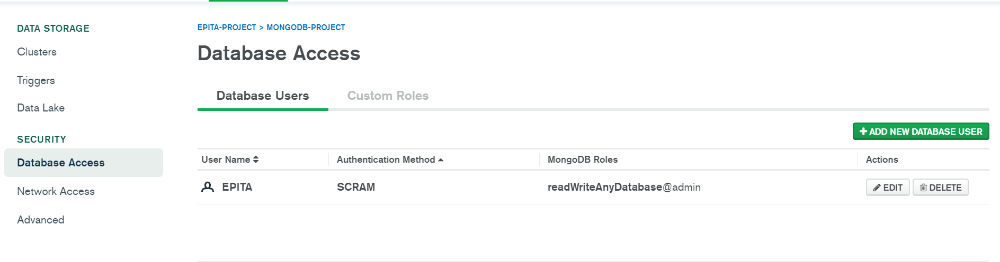 DATA STORAGE
Clusters
Triggers
Data Lake
SECURITY
Database Access
Network Access
Advanced
EPITA-PROJECT > MONGODB-PROJECT
Database Access
Database Users
Custom Roles
ADD NEW DATABASE USER
User Name Authentication Method MongoDB Roles Actions
EPITA SCRAM readWriteAnyDatabase@admin EDIT DELETE